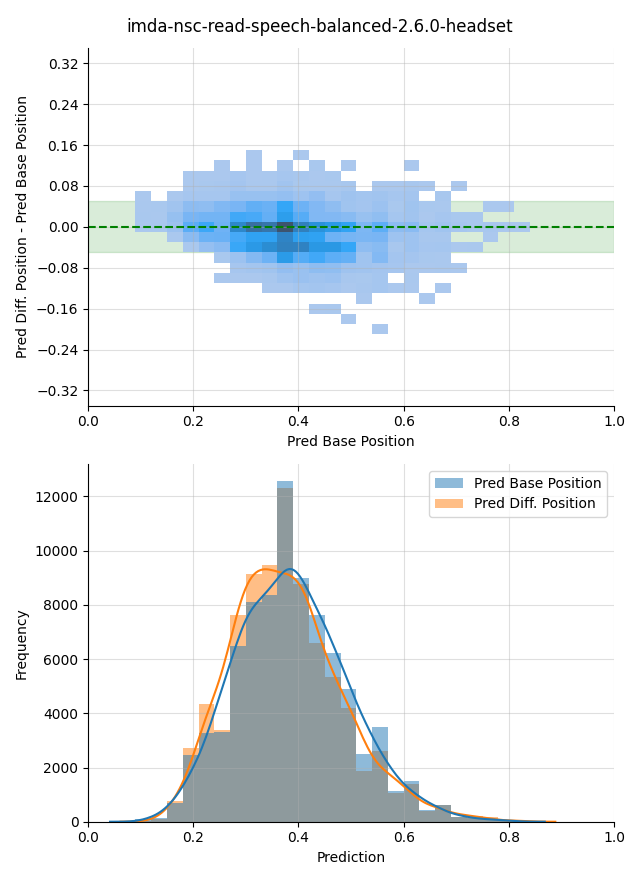 imda-nsc-read-speech-balanced-2.6.0-headset
Pred Diff. Position - Pred Base Position
0.32
0.24
0.16
0.08
0.00
−0.08
−0.16
−0.24
−0.32
0.0 0.2 0.4 0.6 0.8 1.0
Pred Base Position
Pred Base Position
Pred Diff. Position
Frequency
12000
10000
8000
6000
4000
2000
0
0.0 0.2 0.4 0.6 0.8 1.0
Prediction